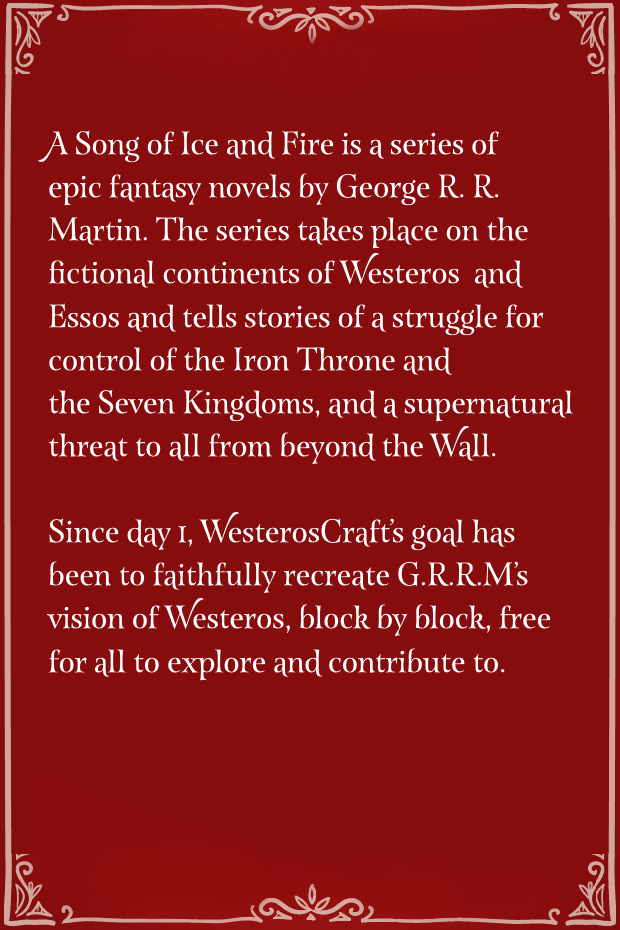 A Song of Ice and Fire is a series of
epic fantasy novels by George R. R.
Martin. The series takes place on the
fictional continents of Westeros  and
Essos and tells stories of a struggle for
control of the Iron Throne and
the Seven Kingdoms, and a supernatural
threat to all from beyond the Wall.

Since day 1, WesterosCraft’s goal has
been to faithfully recreate G.R.R.M’s
vision of Westeros, block by block, free
for all to explore and contribute to.